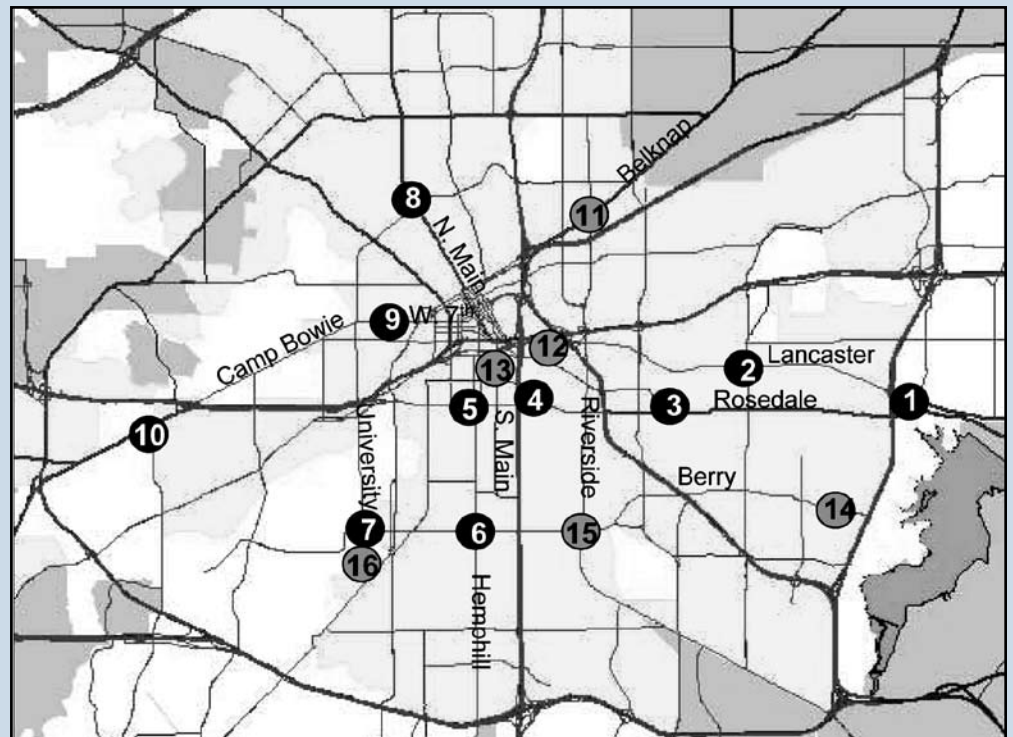 Belknap
8
11
N. Main
9
W. 7th
Camp Bowie
12
13
2
Lancaster
5
4
3
Rosedale
1
10
University
S. Main
Riverside
Berry
14
7
6
15
16
Hemphill